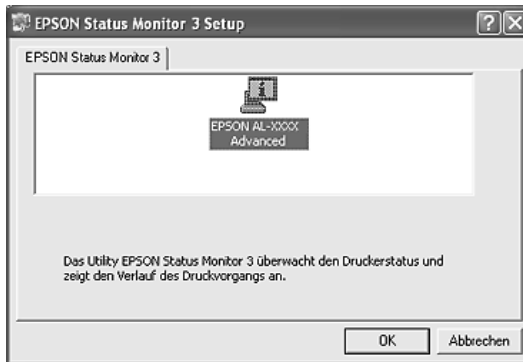 EPSON Status Monitor 3 Setup
EPSON Status Monitor 3
EPSON AL-XXXX
Advanced
Das Utility EPSON Status Monitor 3 überwacht den Druckerstatus und
zeigt den Verlauf des Druckvorgangs an.
OK
Abbrechen